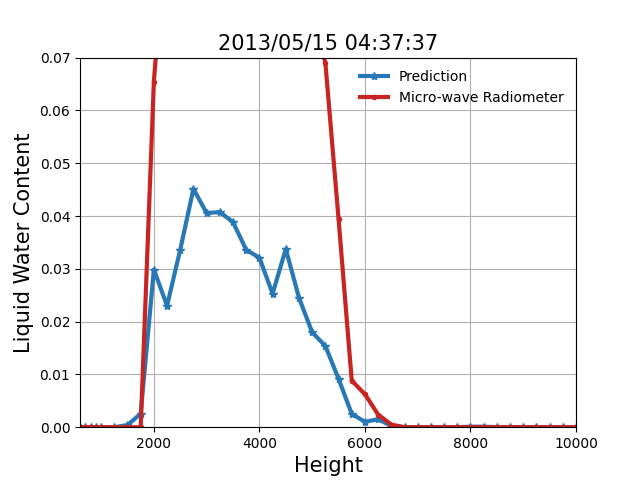 2013/05/15 04:37:37
0.07
0.06
0.05
0.04
0.03
0.02
0.01
0.00
Liquid Water Content
Prediction
Micro-wave Radiometer
2000 4000 6000 8000 10000
Height